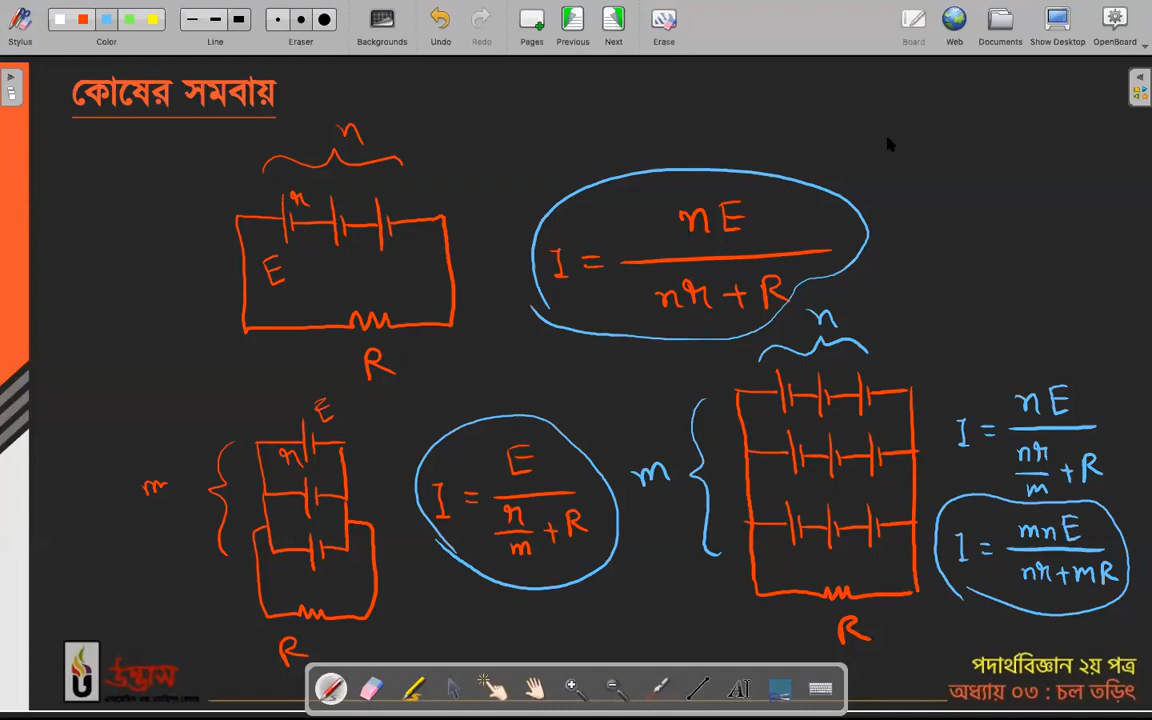 Stylus
Color
Line
Eraser
Backgrounds
Undo
Redo
Pages
Previous
Next
Erase
Board
Web
Documents
Show Desktop
OpenBoard
কোষের সমবায়
n
r
E
R
I = nE / (nr + R)
n
E
r
m
R
I = E / (r/m + R)
m
R
I = nE / (nr/m + R)
I = mnE / (nr + mR)
উদ্ভাস
পদার্থবিজ্ঞান ২য় পত্র
অধ্যায় ০৩ : চল তড়িৎ